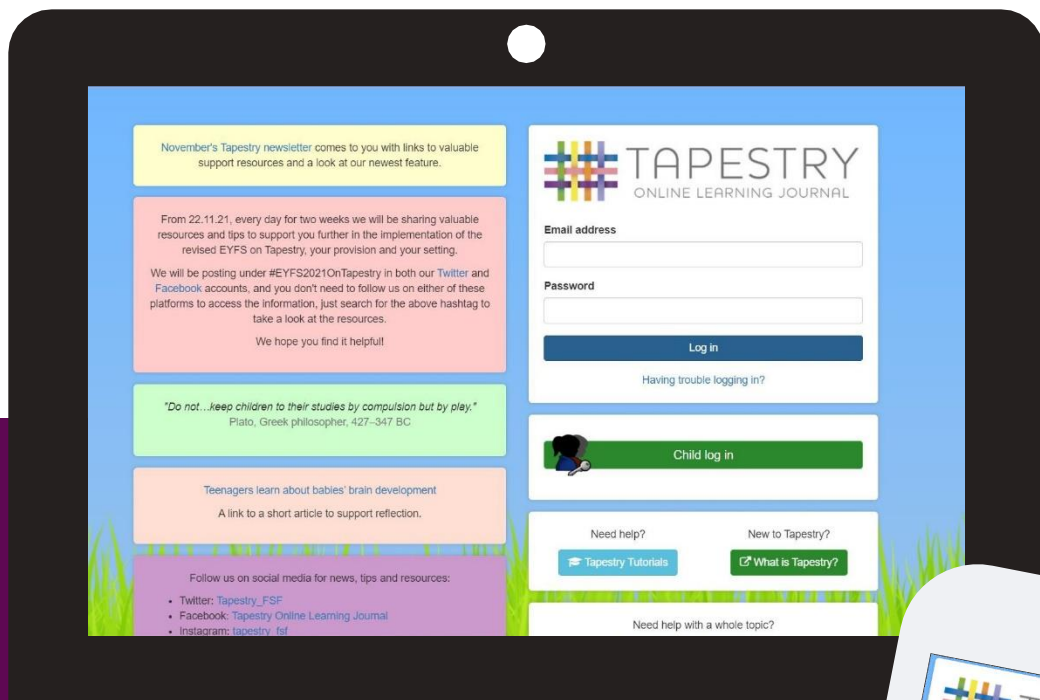 November's Tapestry newsletter comes to you with links to valuable
support resources and a look at our newest feature.
From 22.11.21, every day for two weeks we will be sharing valuable
resources and tips to support you further in the implementation of the
revised EYFS on Tapestry, your provision and your setting.
We will be posting under #EYFS2021OnTapestry in both our Twitter and
Facebook accounts, and you don't need to follow us on either of these
platforms to access the information, just search for the above hashtag to
take a look at the resources.
We hope you find it helpful!
"Do not…keep children to their studies by compulsion but by play."
Plato, Greek philosopher, 427–347 BC
Teenagers learn about babies' brain development
A link to a short article to support reflection.
Follow us on social media for news, tips and resources:
• Twitter: Tapestry_FSF
• Facebook: Tapestry Online Learning Journal
• Instagram: tapestry_fsf
TAPESTRY
ONLINE LEARNING JOURNAL
Email address
Password
Log in
Having trouble logging in?
Child log in
Need help?
Tapestry Tutorials
New to Tapestry?
What is Tapestry?
Need help with a whole topic?